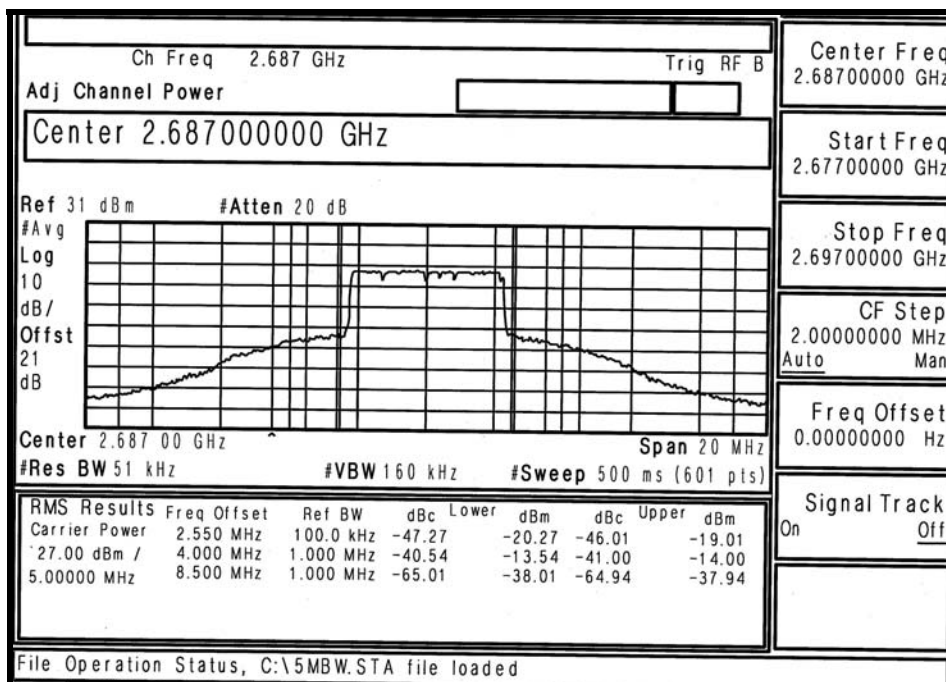 Ch Freq 2.687 GHz Trig RF B
Adj Channel Power
Center 2.687000000 GHz
Ref 31 dBm #Atten 20 dB
#Avg
Log
10
dB/
Offst
21
dB
Center 2.687 00 GHz Span 20 MHz
#Res BW 51 kHz #VBW 160 kHz #Sweep 500 ms (601 pts)
RMS Results Freq Offset Ref BW dBc Lower dBm dBc Upper dBm
Carrier Power 2.550 MHz 100.0 kHz -47.27 -20.27 -46.01 -19.01
27.00 dBm / 4.000 MHz 1.000 MHz -40.54 -13.54 -41.00 -14.00
5.00000 MHz 8.500 MHz 1.000 MHz -65.01 -38.01 -64.94 -37.94
File Operation Status, C:\5MBW.STA file loaded
Center Freq
2.68700000 GHz
Start Freq
2.67700000 GHz
Stop Freq
2.69700000 GHz
CF Step
2.00000000 MHz
Auto Man
Freq Offset
0.00000000 Hz
Signal Track
On Off